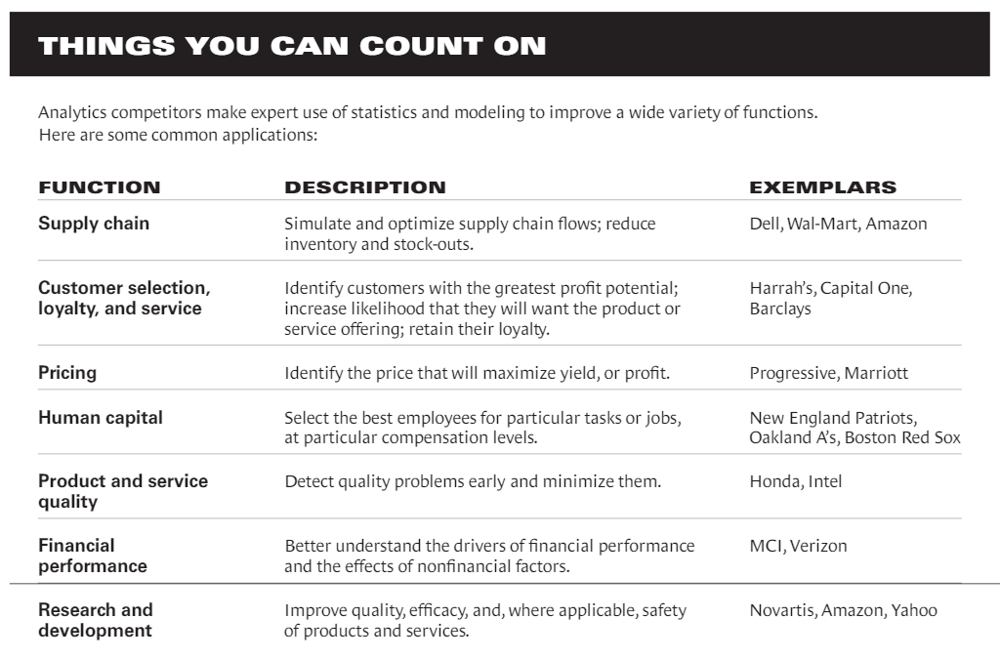 THINGS YOU CAN COUNT ON
Analytics competitors make expert use of statistics and modeling to improve a wide variety of functions.
Here are some common applications:
FUNCTION DESCRIPTION EXEMPLARS
Supply chain Simulate and optimize supply chain flows; reduce Dell, Wal-Mart, Amazon
inventory and stock-outs.
Customer selection, Identify customers with the greatest profit potential; Harrah’s, Capital One,
loyalty, and service increase likelihood that they will want the product or Barclays
service offering; retain their loyalty.
Pricing Identify the price that will maximize yield, or profit. Progressive, Marriott
Human capital Select the best employees for particular tasks or jobs, New England Patriots,
at particular compensation levels. Oakland A’s, Boston Red Sox
Product and service Detect quality problems early and minimize them. Honda, Intel
quality
Financial Better understand the drivers of financial performance MCI, Verizon
performance and the effects of nonfinancial factors.
Research and Improve quality, efficacy, and, where applicable, safety Novartis, Amazon, Yahoo
development of products and services.